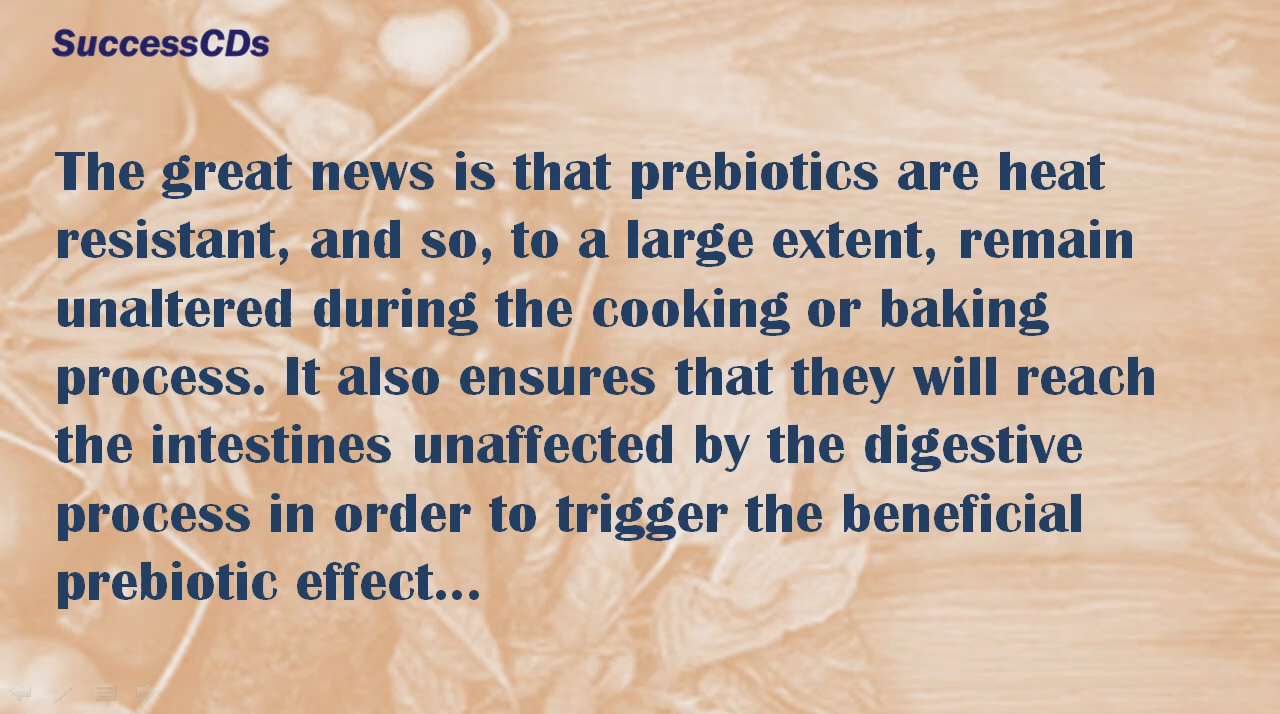 SuccessCDs
The great news is that prebiotics are heat
resistant, and so, to a large extent, remain
unaltered during the cooking or baking
process. It also ensures that they will reach
the intestines unaffected by the digestive
process in order to trigger the beneficial
prebiotic effect...